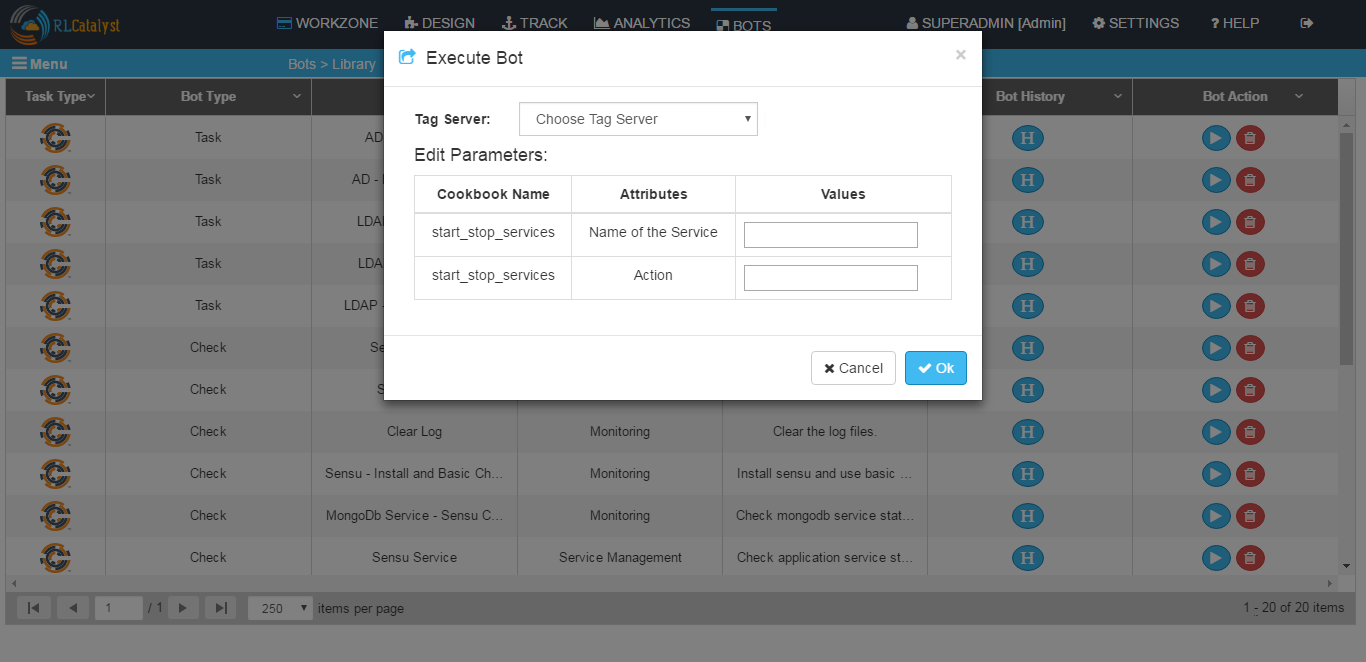 RLCatalyst
WORKZONE DESIGN TRACK ANALYTICS BOTS SUPERADMIN [Admin] SETTINGS ? HELP
Menu Bots > Library
Execute Bot ×
Task Type Bot Type Bot History Bot Action
Tag Server: Choose Tag Server
Task AD H
Edit Parameters:
Task AD - H
Cookbook Name Attributes Values
Task LDA H
start_stop_services Name of the Service
Task LDA H
start_stop_services Action
Task LDAP H
Check Se H
Cancel Ok
Check S H
Check Clear Log Monitoring Clear the log files. H
Check Sensu - Install and Basic Ch... Monitoring Install sensu and use basic ... H
Check MongoDb Service - Sensu C... Monitoring Check mongodb service stat... H
Check Sensu Service Service Management Check application service st... H
1 / 1 250 items per page 1 - 20 of 20 items